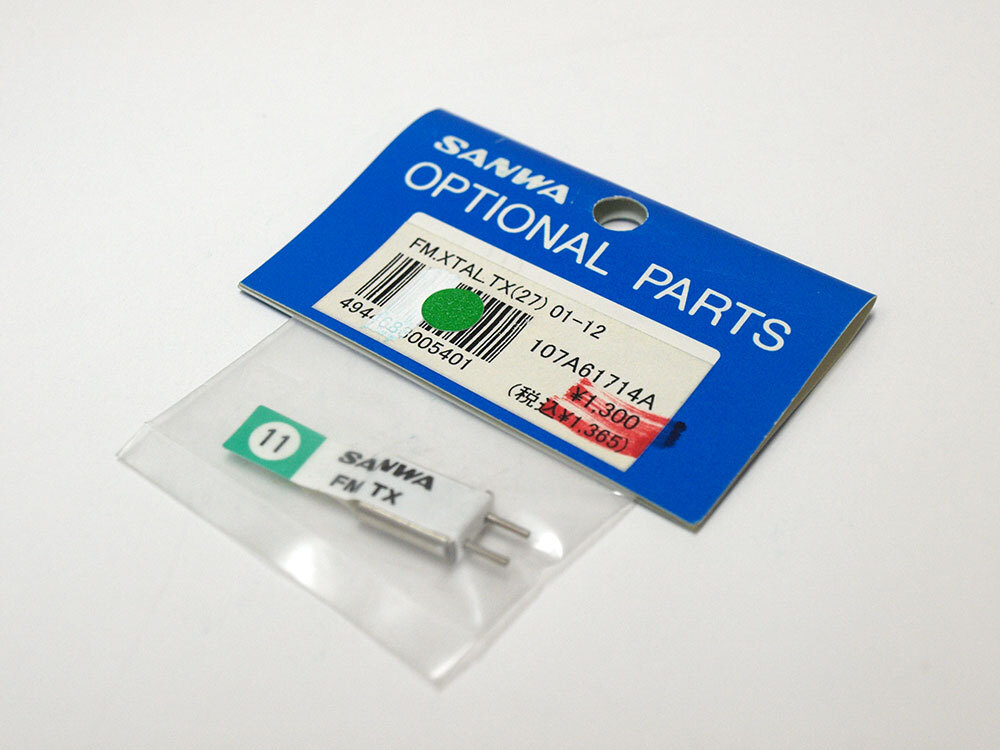 SANWA
OPTIONAL PARTS
FM.XTAL.TX(27) 01-12
107A61714A
¥1,300
(税込¥1,365)
11
SANWA
FM TX